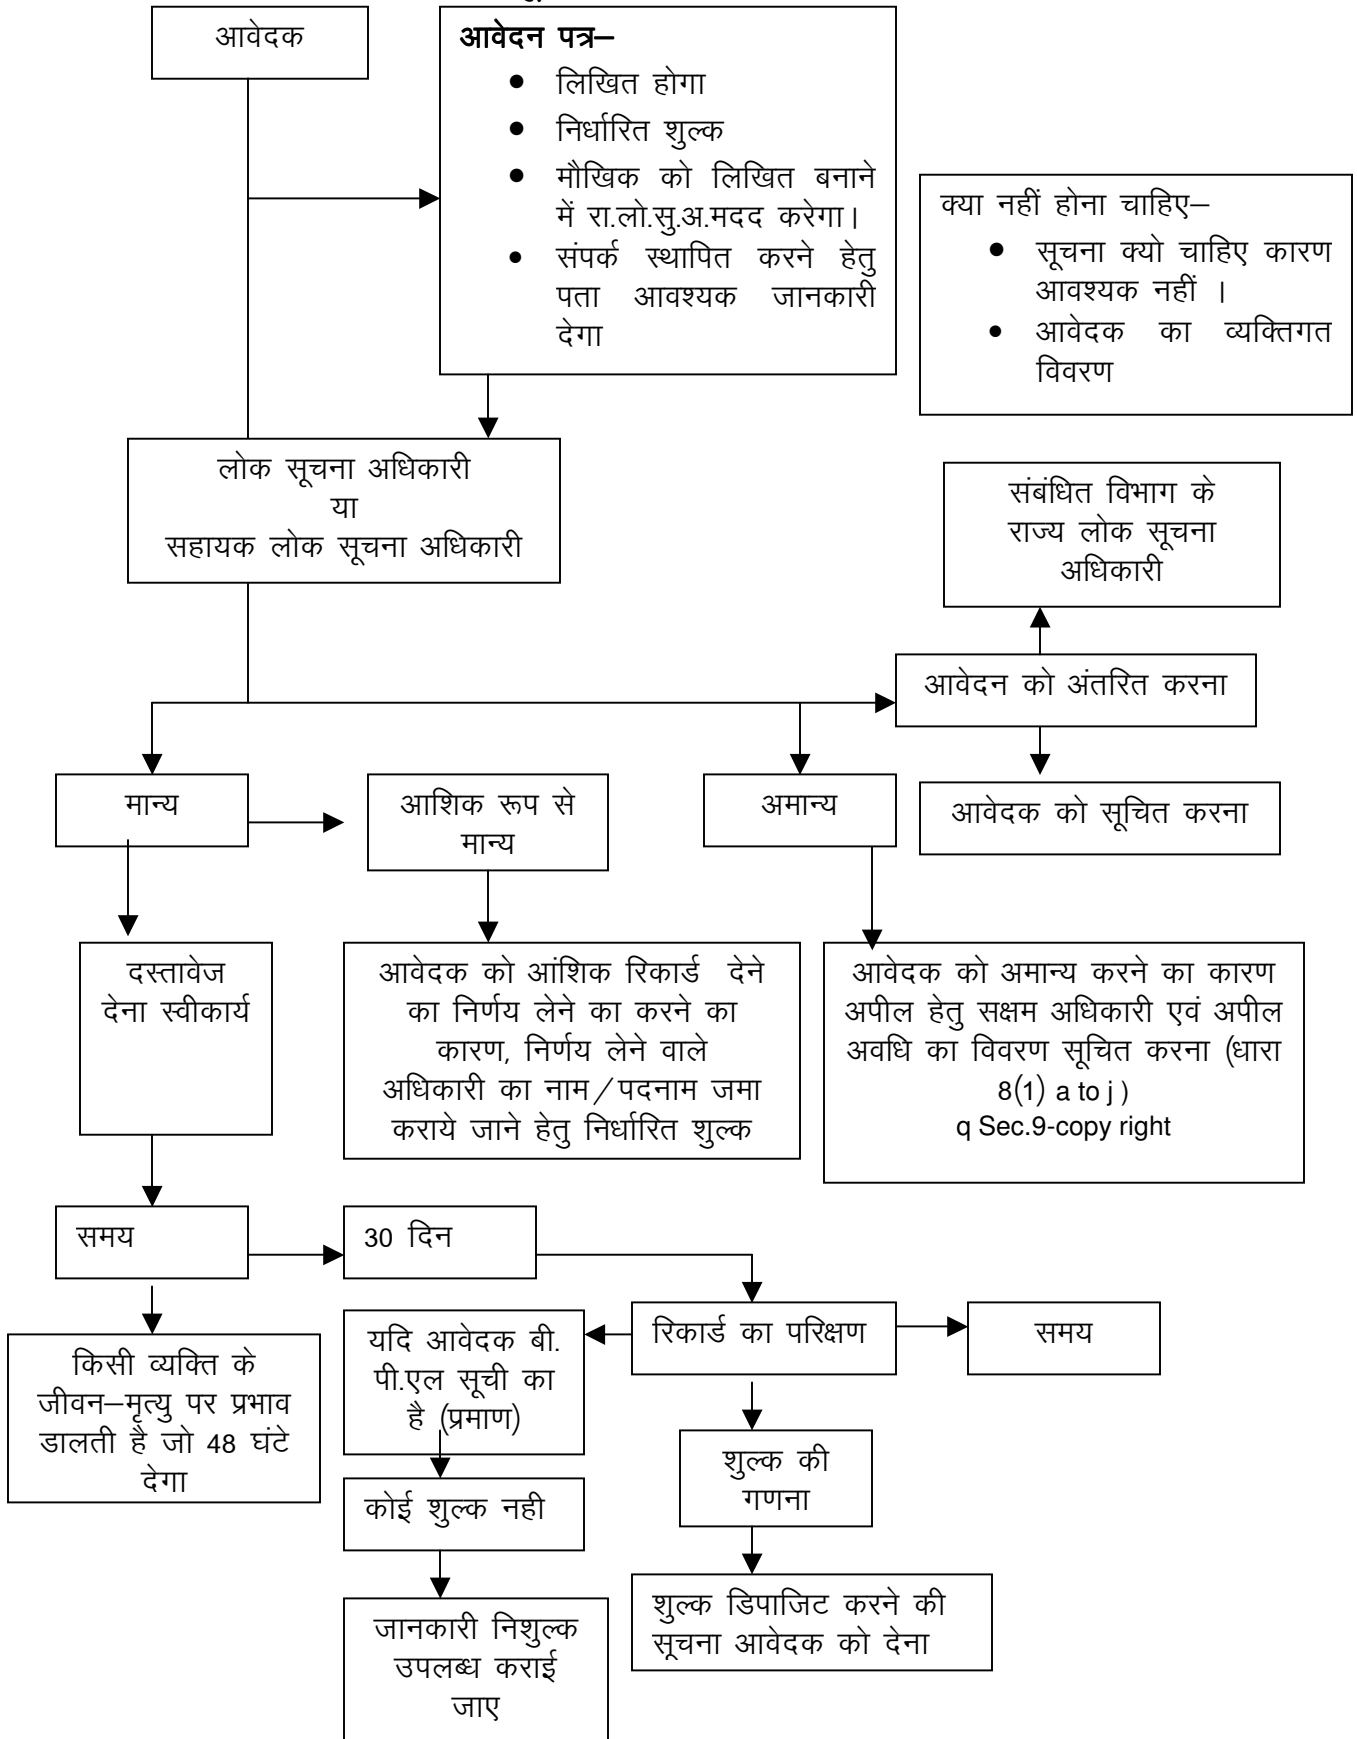 आवेदक
आवेदन पत्र–
● लिखित होगा
● निर्धारित शुल्क
● मौखिक को लिखित बनाने
में रा.लो.सु.अ.मदद करेगा।
● संपर्क स्थापित करने हेतु
पता आवश्यक जानकारी
देगा
क्या नहीं होना चाहिए–
● सूचना क्यो चाहिए कारण
आवश्यक नहीं ।
● आवेदक का व्यक्तिगत
विवरण
लोक सूचना अधिकारी
या
सहायक लोक सूचना अधिकारी
संबंधित विभाग के
राज्य लोक सूचना
अधिकारी
आवेदन को अंतरित करना
आवेदक को सूचित करना
मान्य
आशिक रूप से
मान्य
अमान्य
दस्तावेज
देना स्वीकार्य
आवेदक को आंशिक रिकार्ड देने
का निर्णय लेने का करने का
कारण, निर्णय लेने वाले
अधिकारी का नाम/पदनाम जमा
कराये जाने हेतु निर्धारित शुल्क
आवेदक को अमान्य करने का कारण
अपील हेतु सक्षम अधिकारी एवं अपील
अवधि का विवरण सूचित करना (धारा
8(1) a to j )
q Sec.9-copy right
समय
30 दिन
किसी व्यक्ति के
जीवन–मृत्यु पर प्रभाव
डालती है जो 48 घंटे
देगा
यदि आवेदक बी.
पी.एल सूची का
है (प्रमाण)
रिकार्ड का परिक्षण
समय
कोई शुल्क नही
शुल्क की
गणना
जानकारी निशुल्क
उपलब्ध कराई
जाए
शुल्क डिपाजिट करने की
सूचना आवेदक को देना